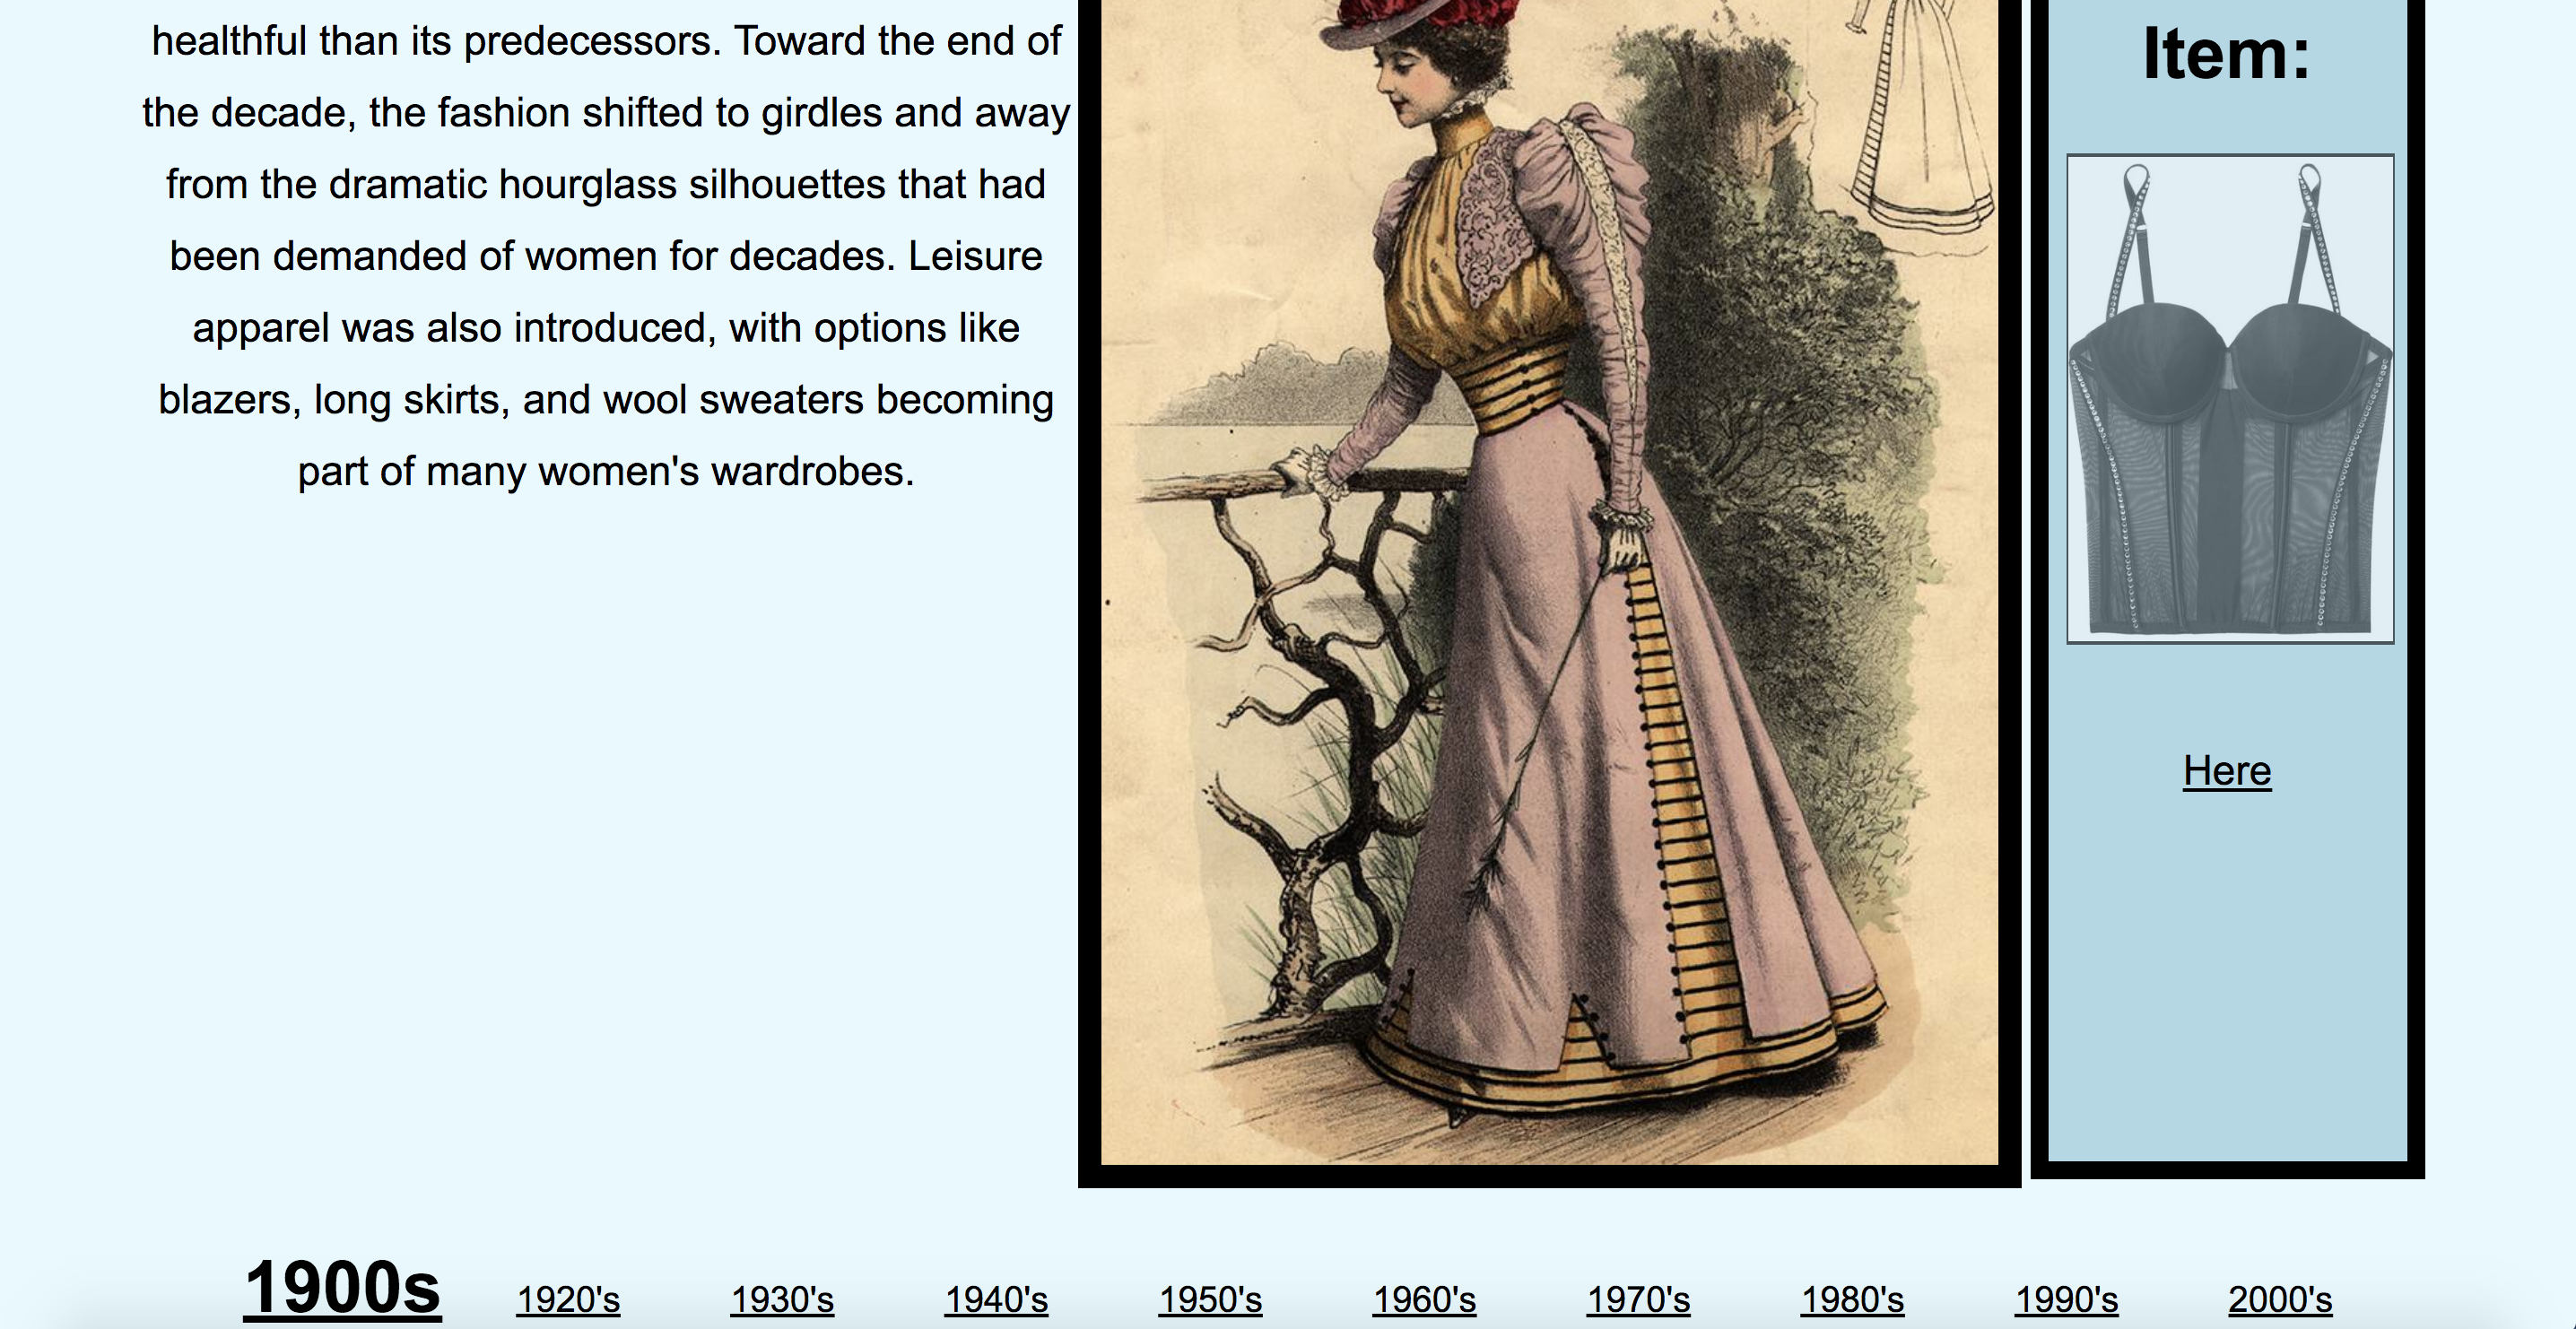 healthful than its predecessors. Toward the end of
the decade, the fashion shifted to girdles and away
from the dramatic hourglass silhouettes that had
been demanded of women for decades. Leisure
apparel was also introduced, with options like
blazers, long skirts, and wool sweaters becoming
part of many women's wardrobes.
Item:
Here
1900s 1920's 1930's 1940's 1950's 1960's 1970's 1980's 1990's 2000's